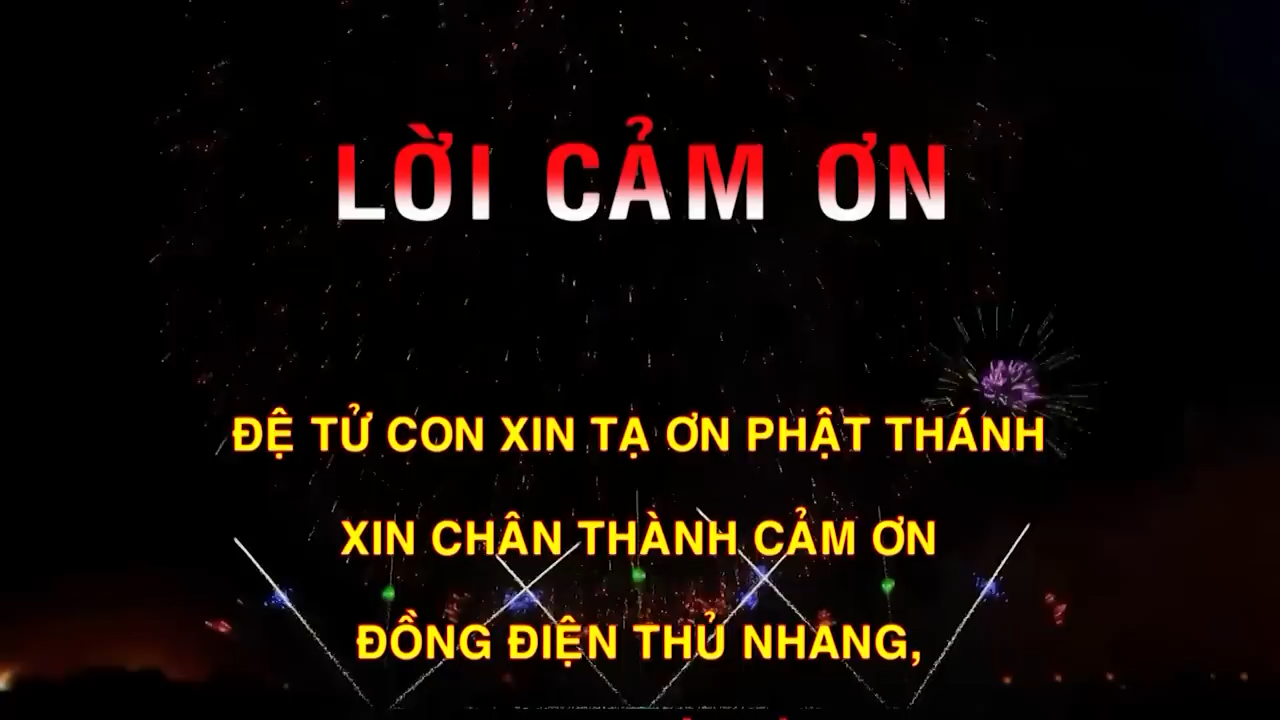 LỜI CẢM ƠN
ĐỆ TỬ CON XIN TẠ ƠN PHẬT THÁNH
XIN CHÂN THÀNH CẢM ƠN
ĐỒNG ĐIỆN THỦ NHANG,